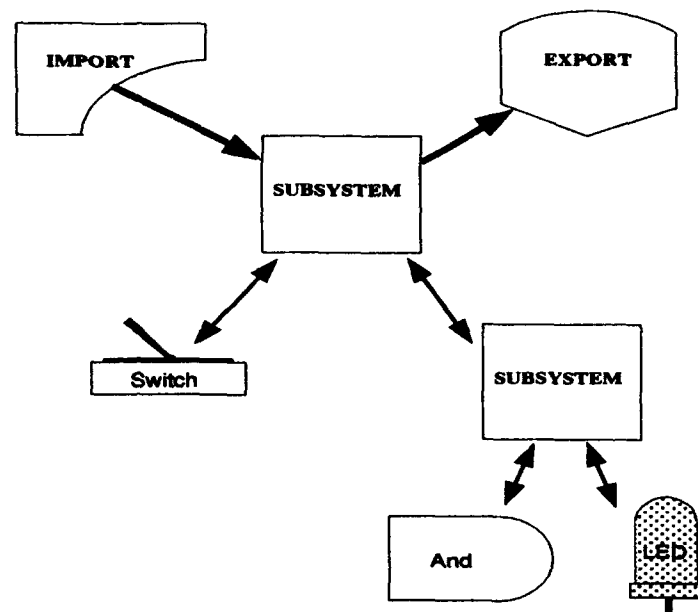 IMPORT
EXPORT
SUBSYSTEM
Switch
SUBSYSTEM
And
LED